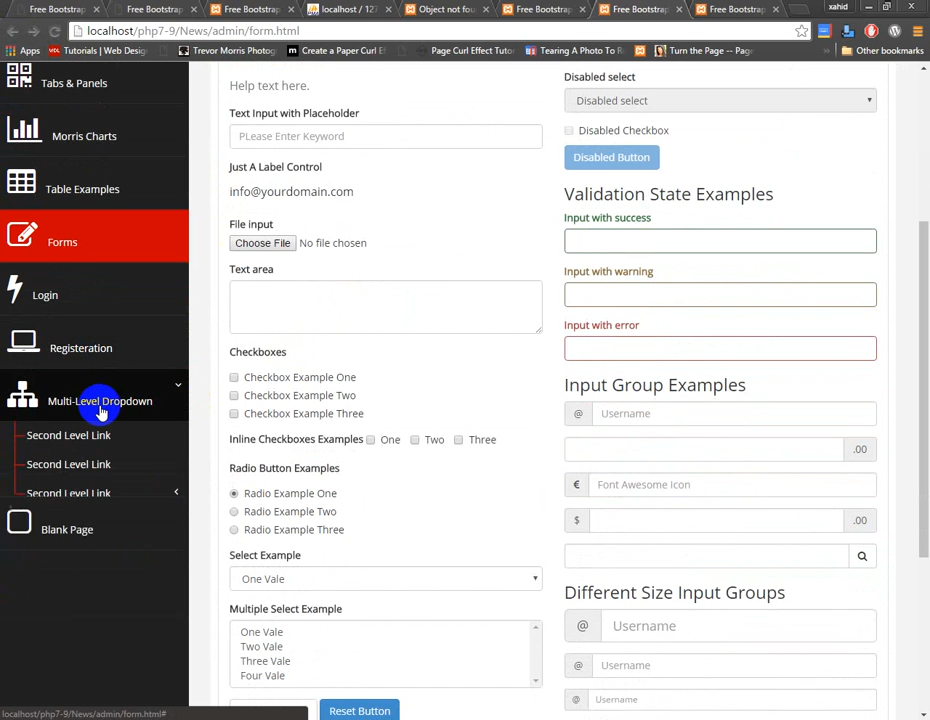 Free Bootstrap
Free Bootstrap
Free Bootstrap
localhost / 127
Object not fou
Free Bootstrap
Free Bootstrap
Free Bootstrap
xahid
localhost/php7-9/News/admin/form.html
Apps
Tutorials | Web Desig
Trevor Morris Photog
Create a Paper Curl Ef
Page Curl Effect Tutor
Tearing A Photo To R
Turn the Page -- Pag
Other bookmarks
Tabs & Panels
Morris Charts
Table Examples
Forms
Login
Registeration
Multi-Level Dropdown
Second Level Link
Second Level Link
Second Level Link
Blank Page
Help text here.
Text Input with Placeholder
PLease Enter Keyword
Just A Label Control
info@yourdomain.com
File input
Choose File No file chosen
Text area
Checkboxes
Checkbox Example One
Checkbox Example Two
Checkbox Example Three
Inline Checkboxes Examples One Two Three
Radio Button Examples
Radio Example One
Radio Example Two
Radio Example Three
Select Example
One Vale
Multiple Select Example
One Vale
Two Vale
Three Vale
Four Vale
Reset Button
Disabled select
Disabled select
Disabled Checkbox
Disabled Button
Validation State Examples
Input with success
Input with warning
Input with error
Input Group Examples
@ Username
.00
€ Font Awesome Icon
$ .00
Different Size Input Groups
@ Username
@ Username
@ Username
localhost/php7-9/News/admin/form.html#